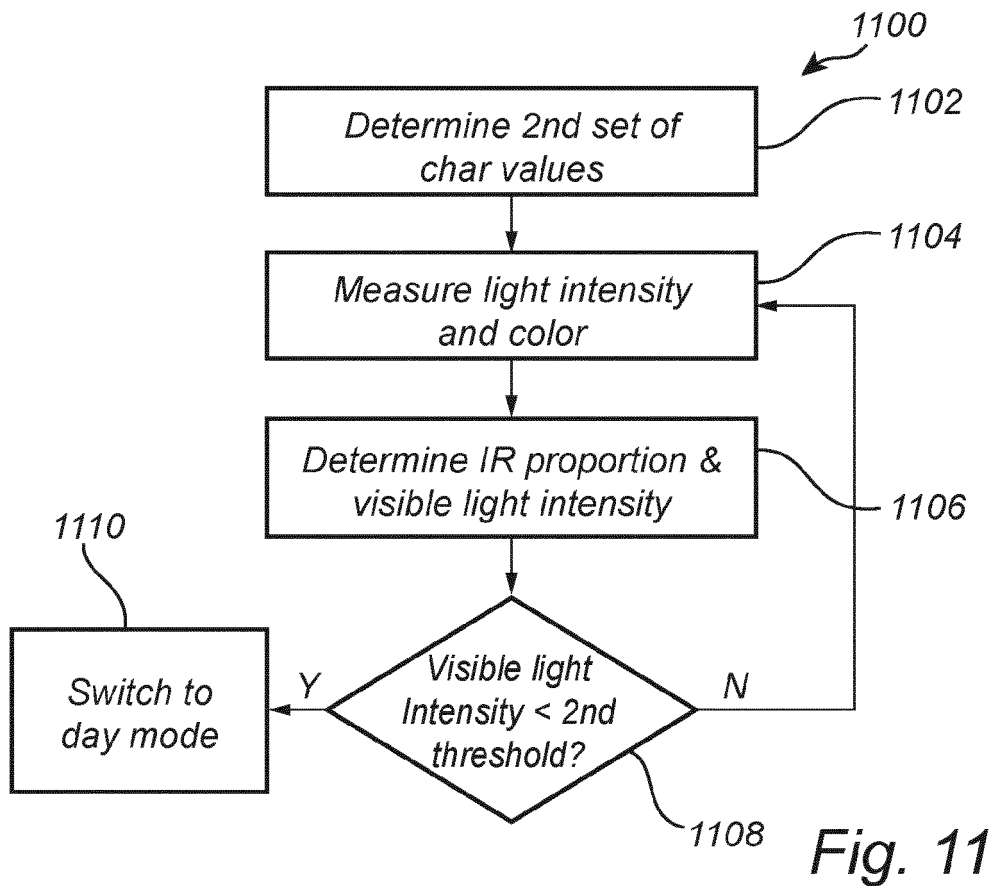 1100
Determine 2nd set of
char values
1102
Measure light intensity
and color
1104
Determine IR proportion &
visible light intensity
1106
Visible light
Intensity < 2nd
threshold?
1108
Y
N
1110
Switch to
day mode
Fig. 11